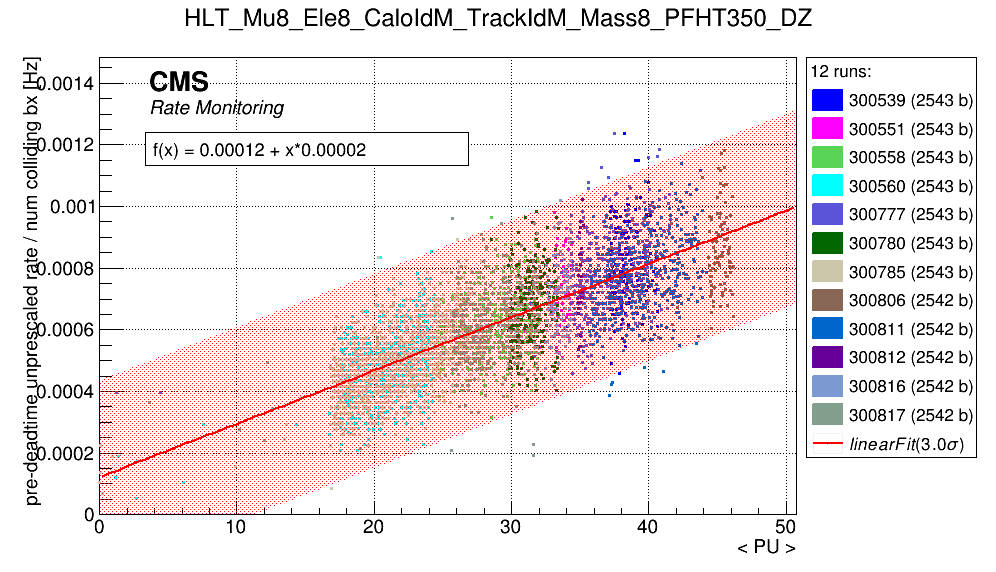 HLT_Mu8_Ele8_CaloIdM_TrackIdM_Mass8_PFHT350_DZ
pre-deadtime unprescaled rate / num colliding bx [Hz]
0.0014
0.0012
0.001
0.0008
0.0006
0.0004
0.0002
0
CMS
Rate Monitoring
f(x) = 0.00012 + x*0.00002
0 10 20 30 40 50
< PU >
12 runs:
300539 (2543 b)
300551 (2543 b)
300558 (2543 b)
300560 (2543 b)
300777 (2543 b)
300780 (2543 b)
300785 (2543 b)
300806 (2542 b)
300811 (2542 b)
300812 (2542 b)
300816 (2542 b)
300817 (2542 b)
linearFit(3.0σ)